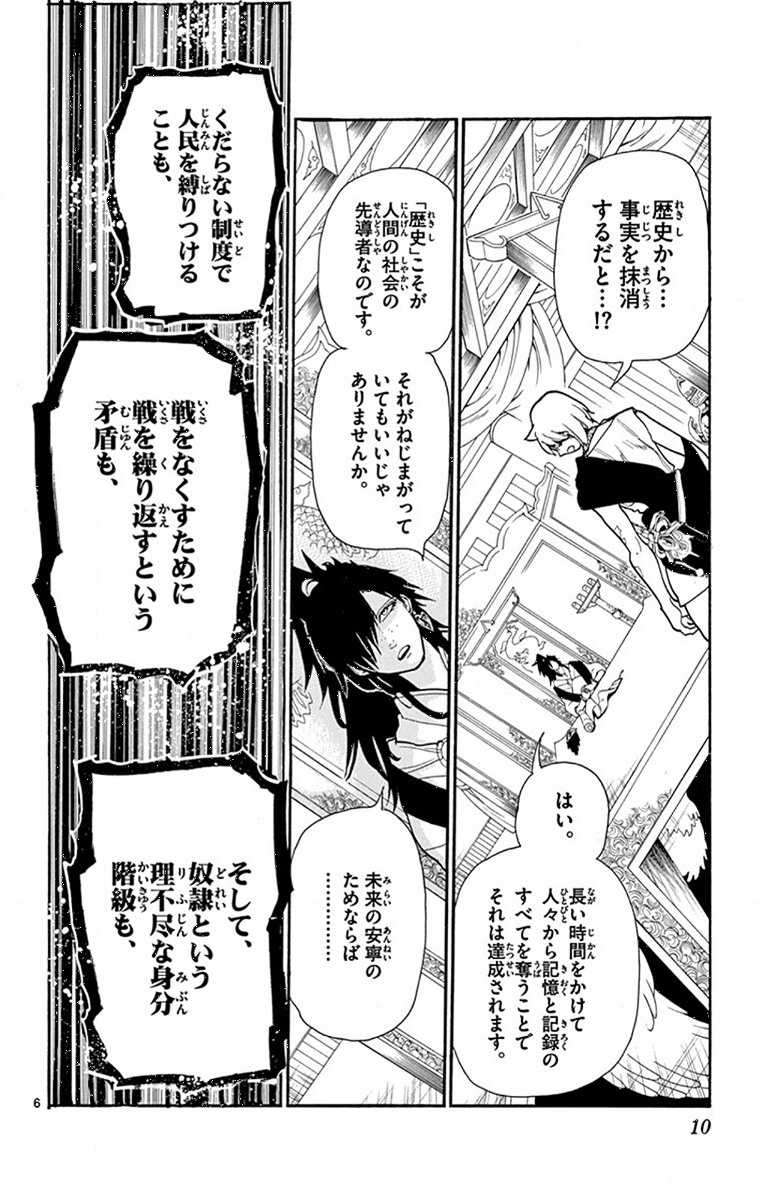 歴史から…
事実を抹消
するだと…!?
はい。
長い時間をかけて
人々から記憶と記録の
すべてを奪うことで
それは達成されます。
「歴史」こそが
人間の社会の
先導者なのです。
それがねじまがって
いてもいいじゃ
ありませんか。
未来の安寧の
ためならば
……………
くだらない制度で
人民を縛りつける
ことも、
戦をなくすために
戦を繰り返すという
矛盾も、
そして、
奴隷という
理不尽な身分
階級も、
6
10